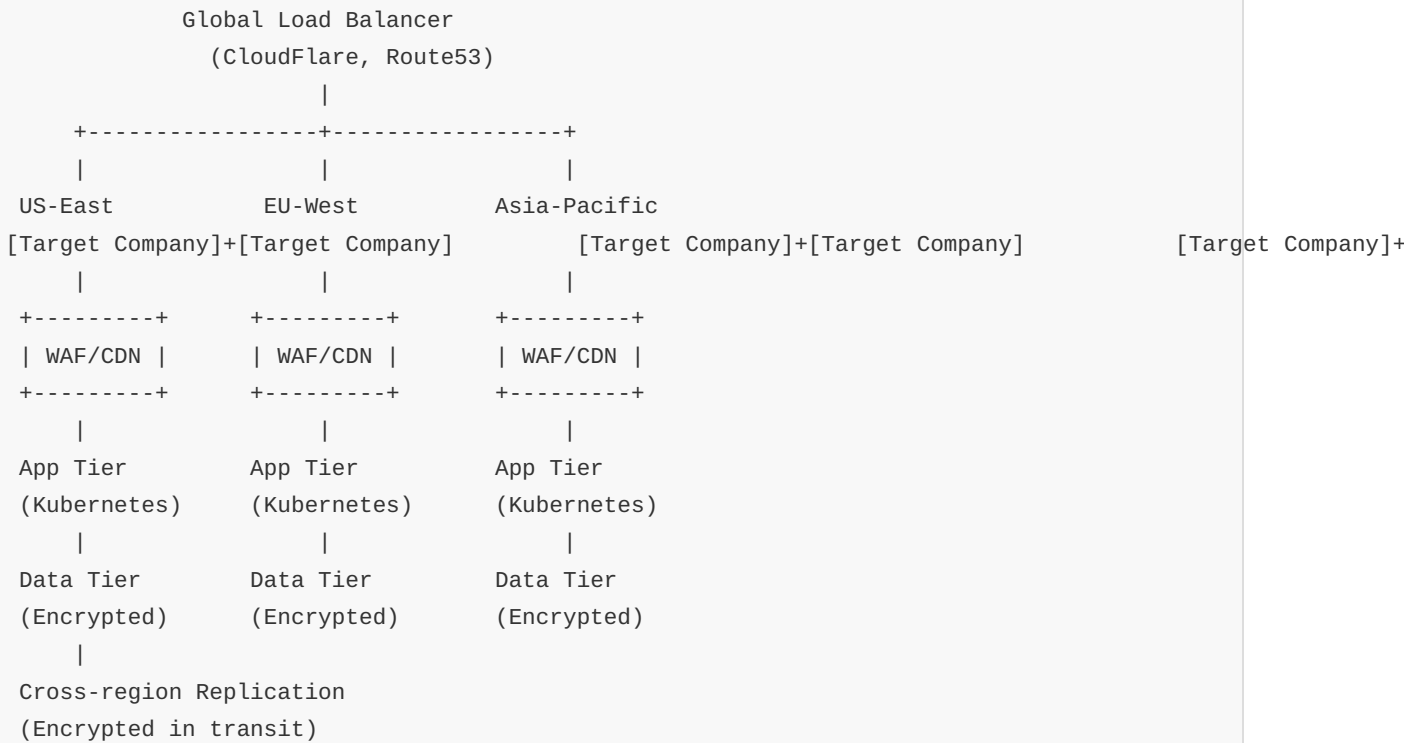 Global Load Balancer
(CloudFlare, Route53)
|
+-----------------+-----------------+
| | |
US-East EU-West Asia-Pacific
[Target Company]+[Target Company] [Target Company]+[Target Company] [Target Company]+
| | |
+---------+ +---------+ +---------+
| WAF/CDN | | WAF/CDN | | WAF/CDN |
+---------+ +---------+ +---------+
| | |
App Tier App Tier App Tier
(Kubernetes) (Kubernetes) (Kubernetes)
| | |
Data Tier Data Tier Data Tier
(Encrypted) (Encrypted) (Encrypted)
|
Cross-region Replication
(Encrypted in transit)